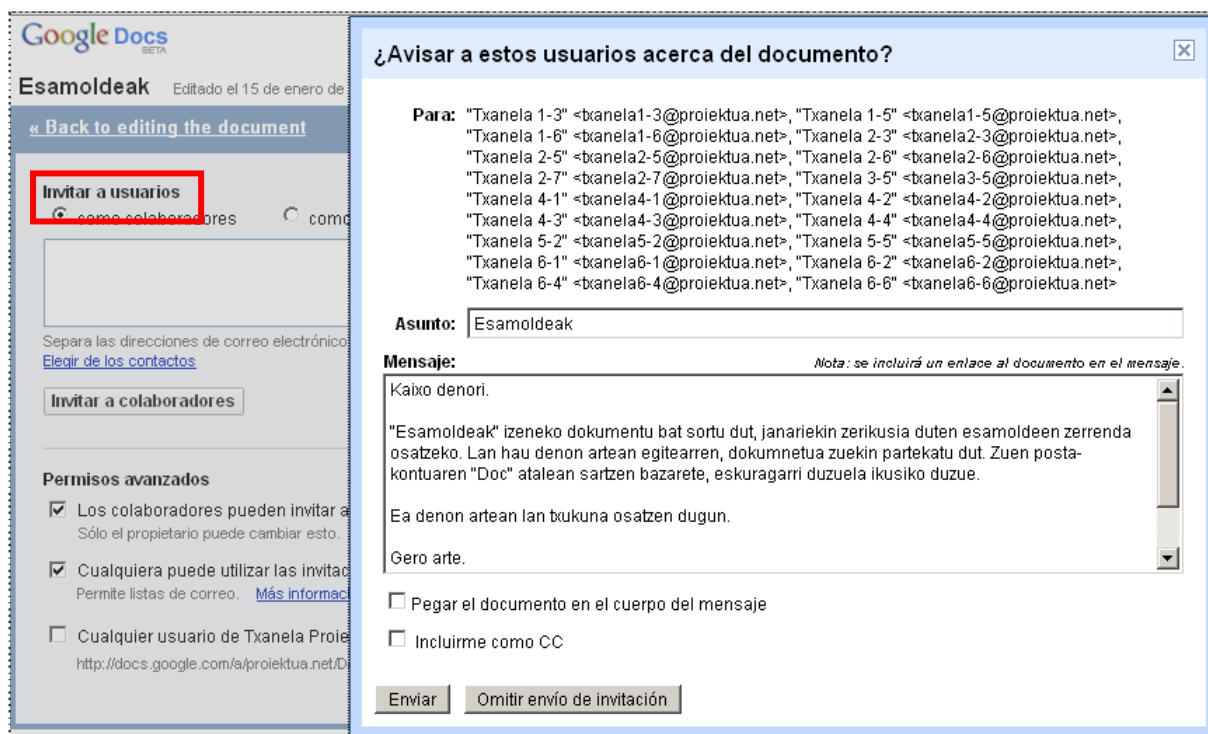 Google Docs
BETA
Esamoldeak Editado el 15 de enero de
« Back to editing the document
Invitar a usuarios
como colaboradores como
Separa las direcciones de correo electrónico
Elegir de los contactos
Invitar a colaboradores
Permisos avanzados
Los colaboradores pueden invitar a
Sólo el propietario puede cambiar esto.
Cualquiera puede utilizar las invitac
Permite listas de correo. Más informac
Cualquier usuario de Txanela Proie
http://docs.google.com/a/proiektua.net/D
¿Avisar a estos usuarios acerca del documento?
Para: "Txanela 1-3" <txanela1-3@proiektua.net>, "Txanela 1-5" <txanela1-5@proiektua.net>,
"Txanela 1-6" <txanela1-6@proiektua.net>, "Txanela 2-3" <txanela2-3@proiektua.net>,
"Txanela 2-5" <txanela2-5@proiektua.net>, "Txanela 2-6" <txanela2-6@proiektua.net>,
"Txanela 2-7" <txanela2-7@proiektua.net>, "Txanela 3-5" <txanela3-5@proiektua.net>,
"Txanela 4-1" <txanela4-1@proiektua.net>, "Txanela 4-2" <txanela4-2@proiektua.net>,
"Txanela 4-3" <txanela4-3@proiektua.net>, "Txanela 4-4" <txanela4-4@proiektua.net>,
"Txanela 5-2" <txanela5-2@proiektua.net>, "Txanela 5-5" <txanela5-5@proiektua.net>,
"Txanela 6-1" <txanela6-1@proiektua.net>, "Txanela 6-2" <txanela6-2@proiektua.net>,
"Txanela 6-4" <txanela6-4@proiektua.net>, "Txanela 6-6" <txanela6-6@proiektua.net>
Asunto: Esamoldeak
Mensaje: Nota: se incluirá un enlace al documento en el mensaje.
Kaixo denori.
"Esamoldeak" izeneko dokumentu bat sortu dut, janariekin zerikusia duten esamoldeen zerrenda
osatzeko. Lan hau denon artean egitearren, dokumnetua zuekin partekatu dut. Zuen posta-
kontuaren "Doc" atalean sartzen bazarete, eskuragarri duzuela ikusiko duzue.
Ea denon artean lan txukuna osatzen dugun.
Gero arte.
Pegar el documento en el cuerpo del mensaje
Incluirme como CC
Enviar Omitir envío de invitación